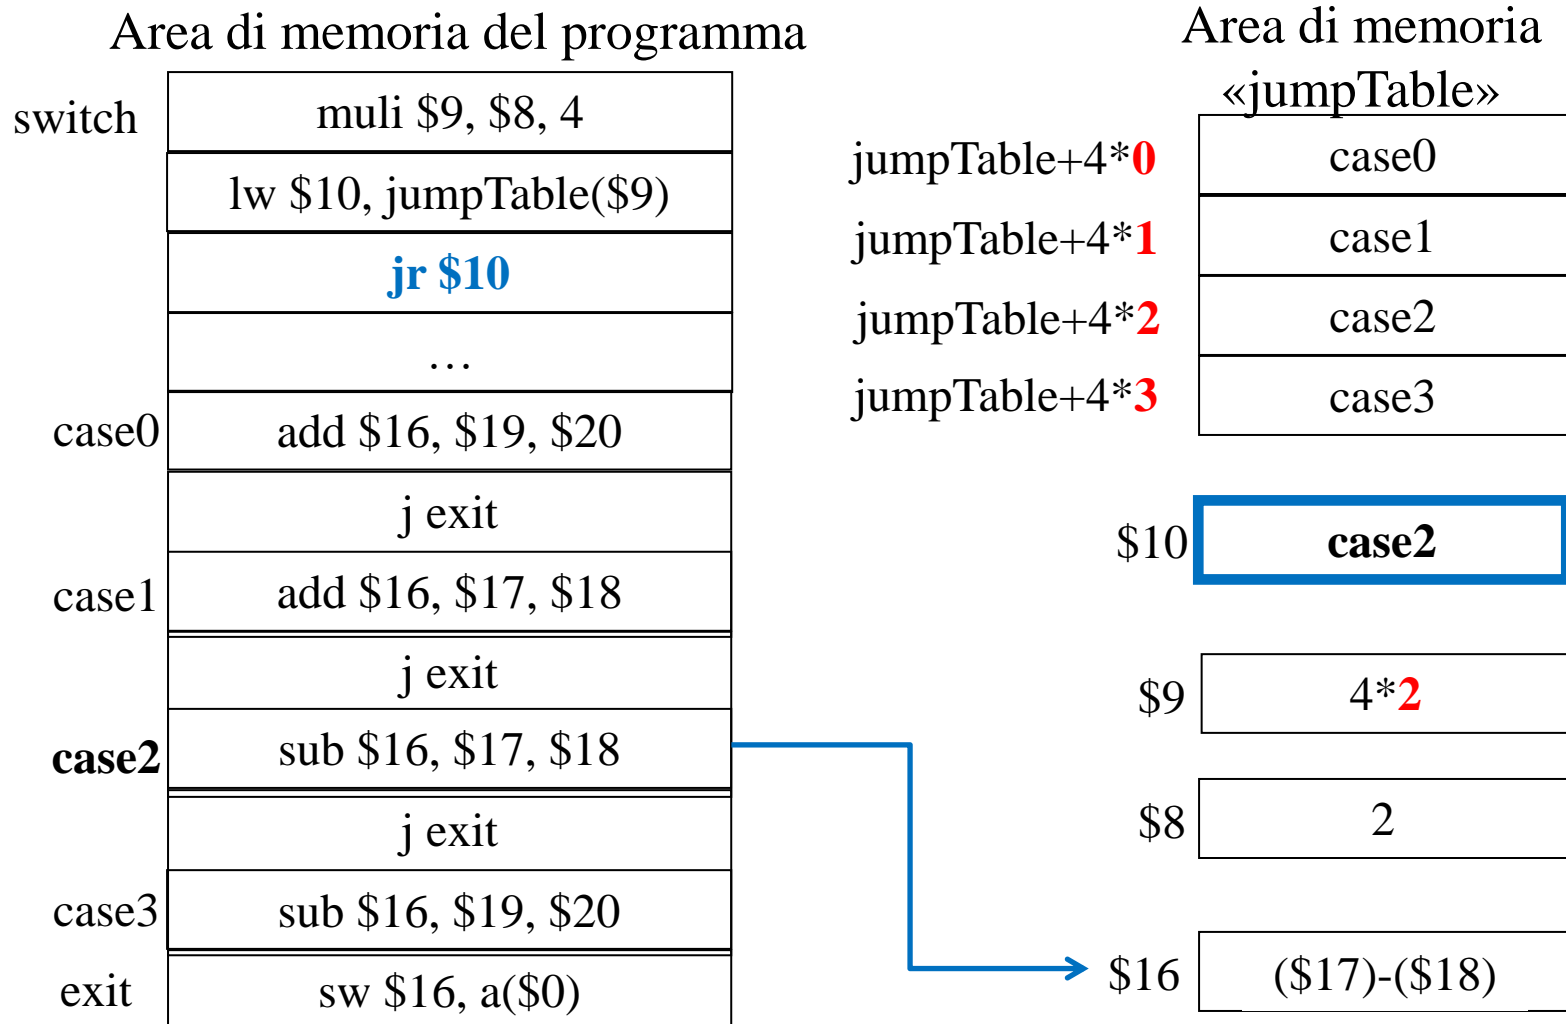 Area di memoria del programma
switch
muli $9, $8, 4
lw $10, jumpTable($9)
jr $10
…
case0
add $16, $19, $20
j exit
case1
add $16, $17, $18
j exit
case2
sub $16, $17, $18
j exit
case3
sub $16, $19, $20
exit
sw $16, a($0)
Area di memoria
«jumpTable»
jumpTable+4*0
case0
jumpTable+4*1
case1
jumpTable+4*2
case2
jumpTable+4*3
case3
$10
case2
$9
4*2
$8
2
$16
($17)-($18)